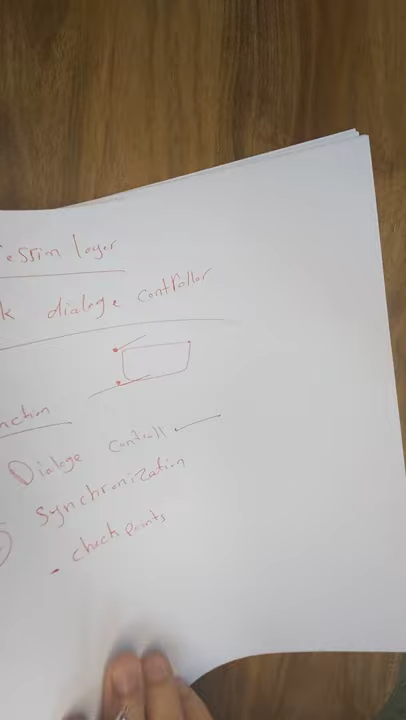 ession layer
k dialoge controller
nction
Dialoge controll
synchronization
- check points